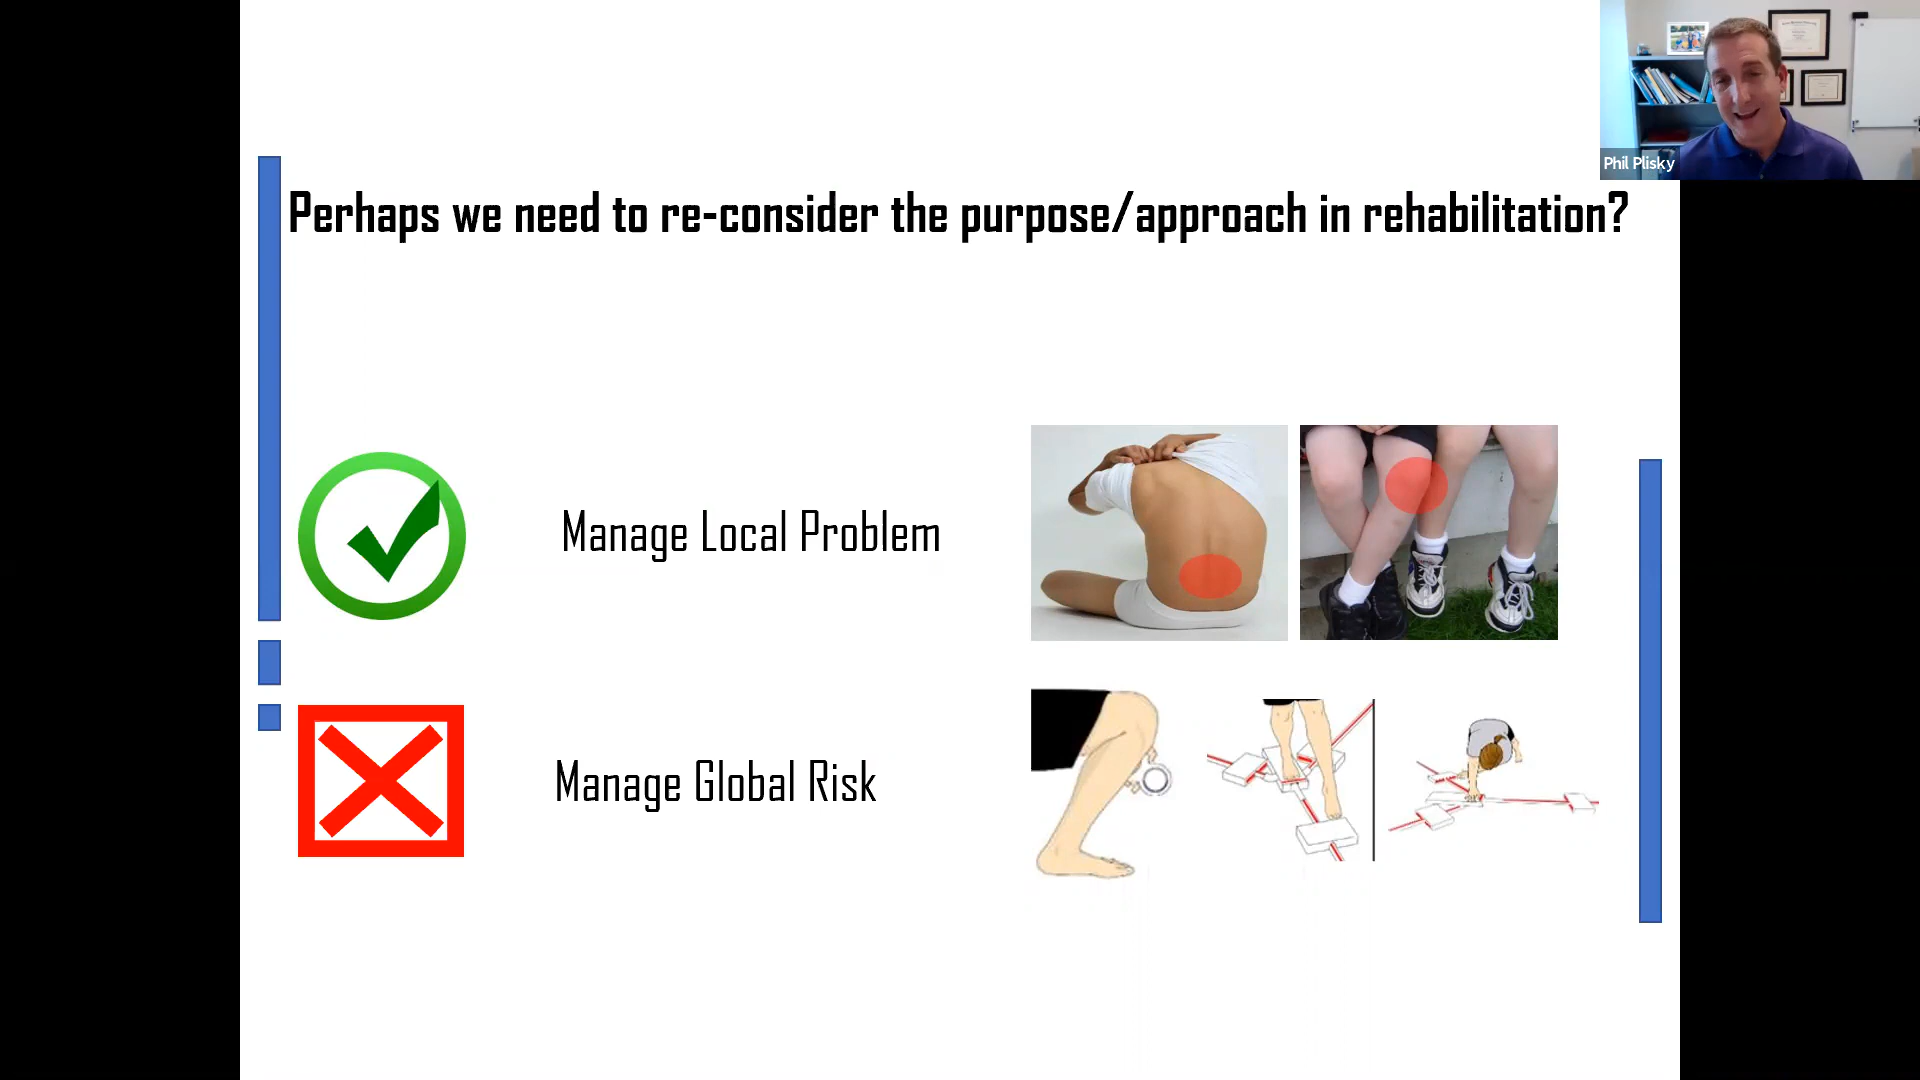 Phil Plisky
Perhaps we need to re-consider the purpose/approach in rehabilitation?
Manage Local Problem
Manage Global Risk